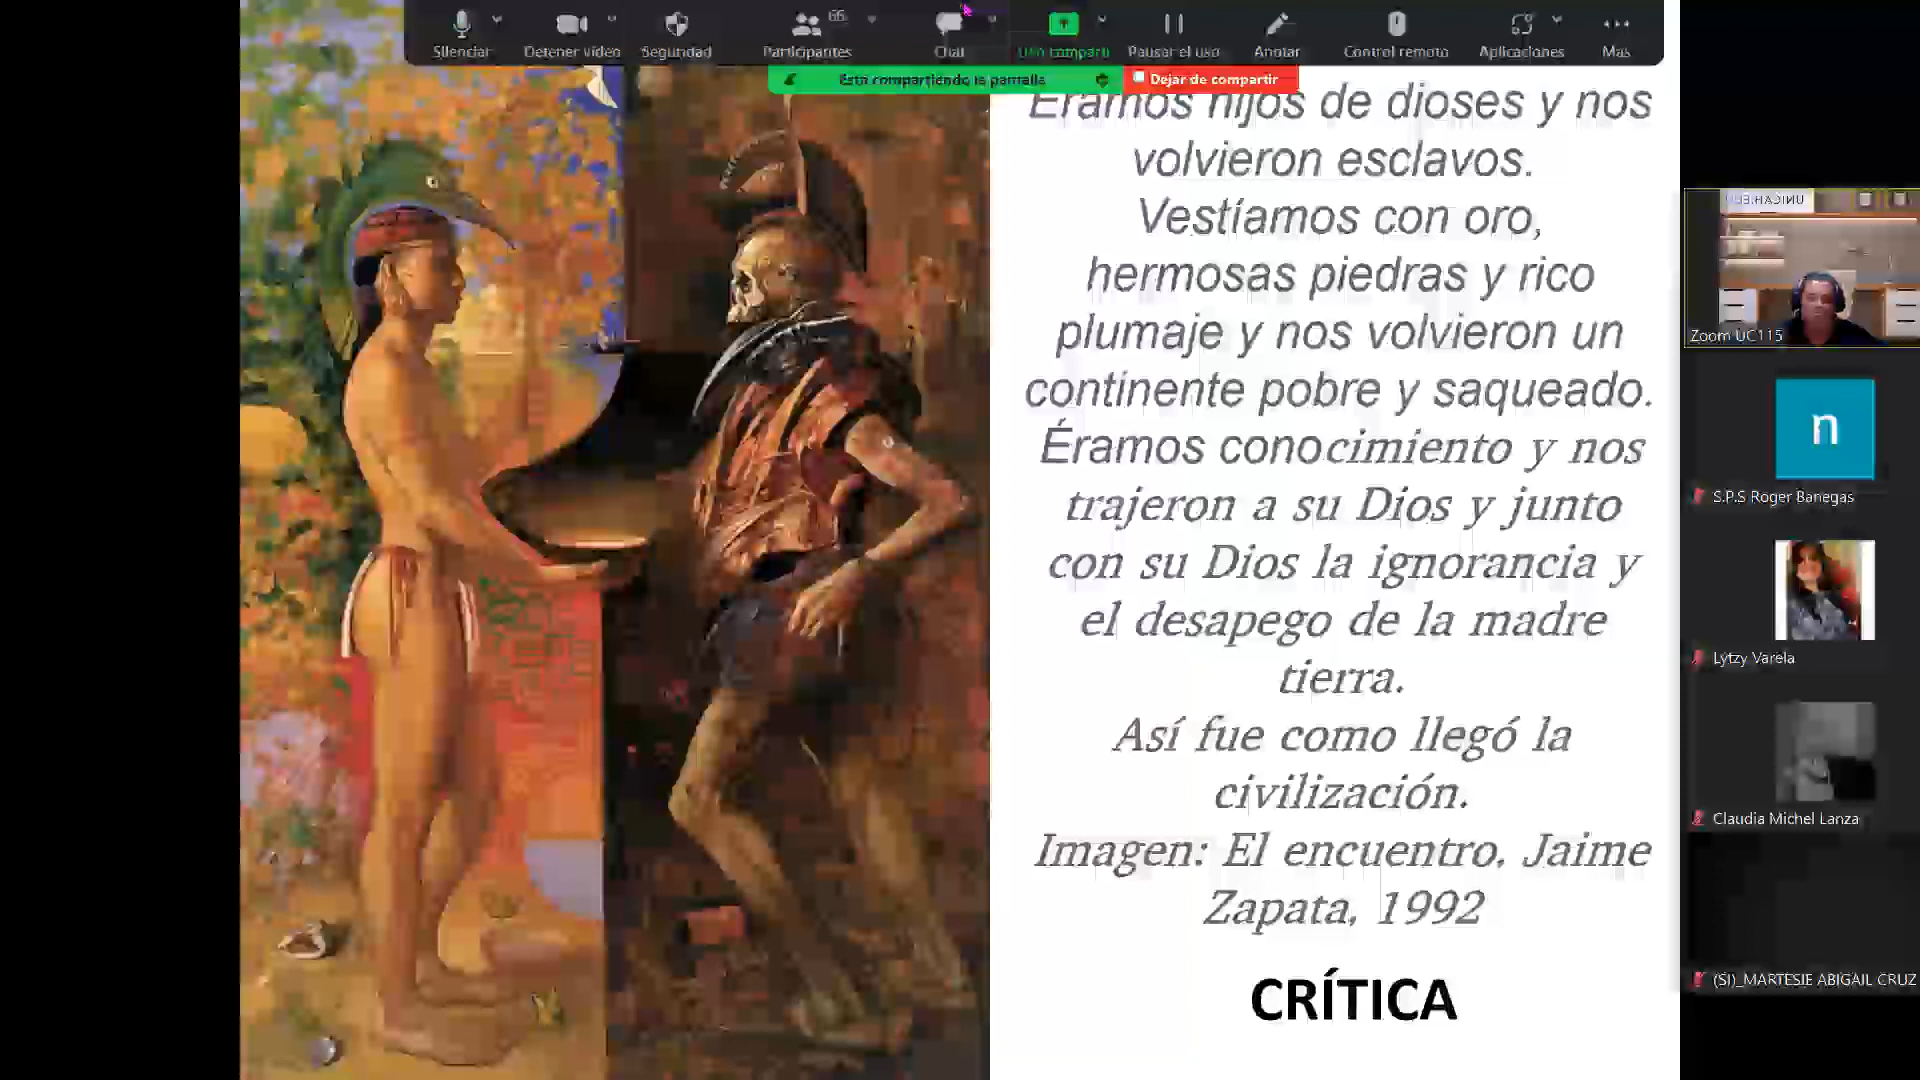 Silenciar
Detener video
Seguridad
Participantes
66
Chat
Pausar el uso
Anotar
Control remoto
Aplicaciones
Más
Está compartiendo la pantalla
Dejar de compartir
Éramos hijos de dioses y nos
volvieron esclavos.
Vestíamos con oro,
hermosas piedras y rico
plumaje y nos volvieron un
continente pobre y saqueado.
Éramos conocimiento y nos
trajeron a su Dios y junto
con su Dios la ignorancia y
el desapego de la madre
tierra.
Así fue como llegó la
civilización.
Imagen: El encuentro. Jaime
Zapata, 1992
CRÍTICA
Zoom UC115
n
S.P.S Roger Banegas
Lytzy Varela
Claudia Michel Lanza
(SI)_MARTESIE ABIGAIL CRUZ